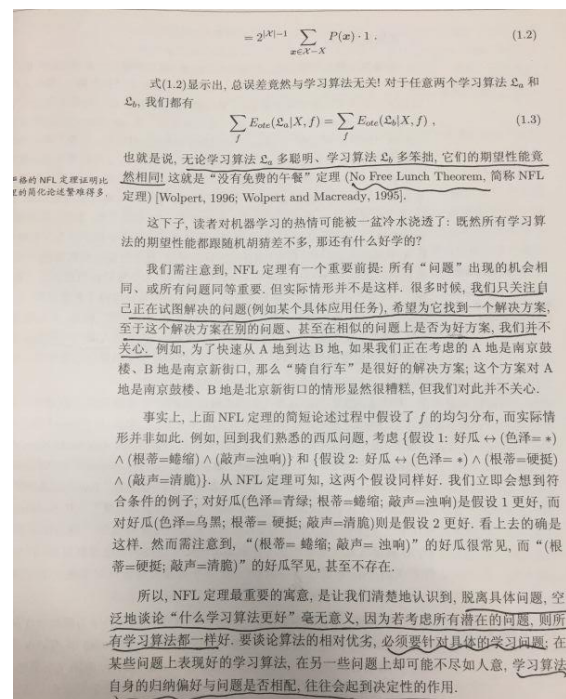 = 2^{|𝒳|-1} ∑_{x∈𝒳-X} P(x)·1 . (1.2)
式(1.2)显示出, 总误差竟然与学习算法无关! 对于任意两个学习算法 𝔏a 和
𝔏b, 我们都有
∑_f E_{ote}(𝔏a|X, f) = ∑_f E_{ote}(𝔏b|X, f) , (1.3)
也就是说, 无论学习算法 𝔏a 多聪明、学习算法 𝔏b 多笨拙, 它们的期望性能竟
格的 NFL 定理证明比
然相同! 这就是“没有免费的午餐”定理 (No Free Lunch Theorem, 简称 NFL
的简化论述繁难得多.
定理) [Wolpert, 1996; Wolpert and Macready, 1995].
这下子, 读者对机器学习的热情可能被一盆冷水浇透了: 既然所有学习算
法的期望性能都跟随机胡猜差不多, 那还有什么好学的?
我们需注意到, NFL 定理有一个重要前提: 所有“问题”出现的机会相
同、或所有问题同等重要. 但实际情形并不是这样. 很多时候, 我们只关注自
己正在试图解决的问题(例如某个具体应用任务), 希望为它找到一个解决方案,
至于这个解决方案在别的问题、甚至在相似的问题上是否为好方案, 我们并不
关心. 例如, 为了快速从 A 地到达 B 地, 如果我们正在考虑的 A 地是南京鼓
楼、B 地是南京新街口, 那么“骑自行车”是很好的解决方案; 这个方案对 A
地是南京鼓楼、B 地是北京新街口的情形显然很糟糕, 但我们对此并不关心.
事实上, 上面 NFL 定理的简短论述过程中假设了 f 的均匀分布, 而实际情
形并非如此. 例如, 回到我们熟悉的西瓜问题, 考虑 {假设 1: 好瓜 ↔ (色泽= *)
∧ (根蒂=蜷缩) ∧ (敲声=浊响)} 和 {假设 2: 好瓜 ↔ (色泽= *) ∧ (根蒂=硬挺)
∧ (敲声=清脆)}. 从 NFL 定理可知, 这两个假设同样好. 我们立即会想到符
合条件的例子, 对好瓜(色泽=青绿; 根蒂=蜷缩; 敲声=浊响)是假设 1 更好, 而
对好瓜(色泽=乌黑; 根蒂= 硬挺; 敲声=清脆)则是假设 2 更好. 看上去的确是
这样. 然而需注意到, “(根蒂= 蜷缩; 敲声= 浊响)”的好瓜很常见, 而“(根
蒂=硬挺; 敲声=清脆)”的好瓜罕见, 甚至不存在.
所以, NFL 定理最重要的寓意, 是让我们清楚地认识到, 脱离具体问题, 空
泛地谈论“什么学习算法更好”毫无意义, 因为若考虑所有潜在的问题, 则所
有学习算法都一样好. 要谈论算法的相对优劣, 必须要针对具体的学习问题; 在
某些问题上表现好的学习算法, 在另一些问题上却可能不尽如人意, 学习算法
自身的归纳偏好与问题是否相配, 往往会起到决定性的作用.